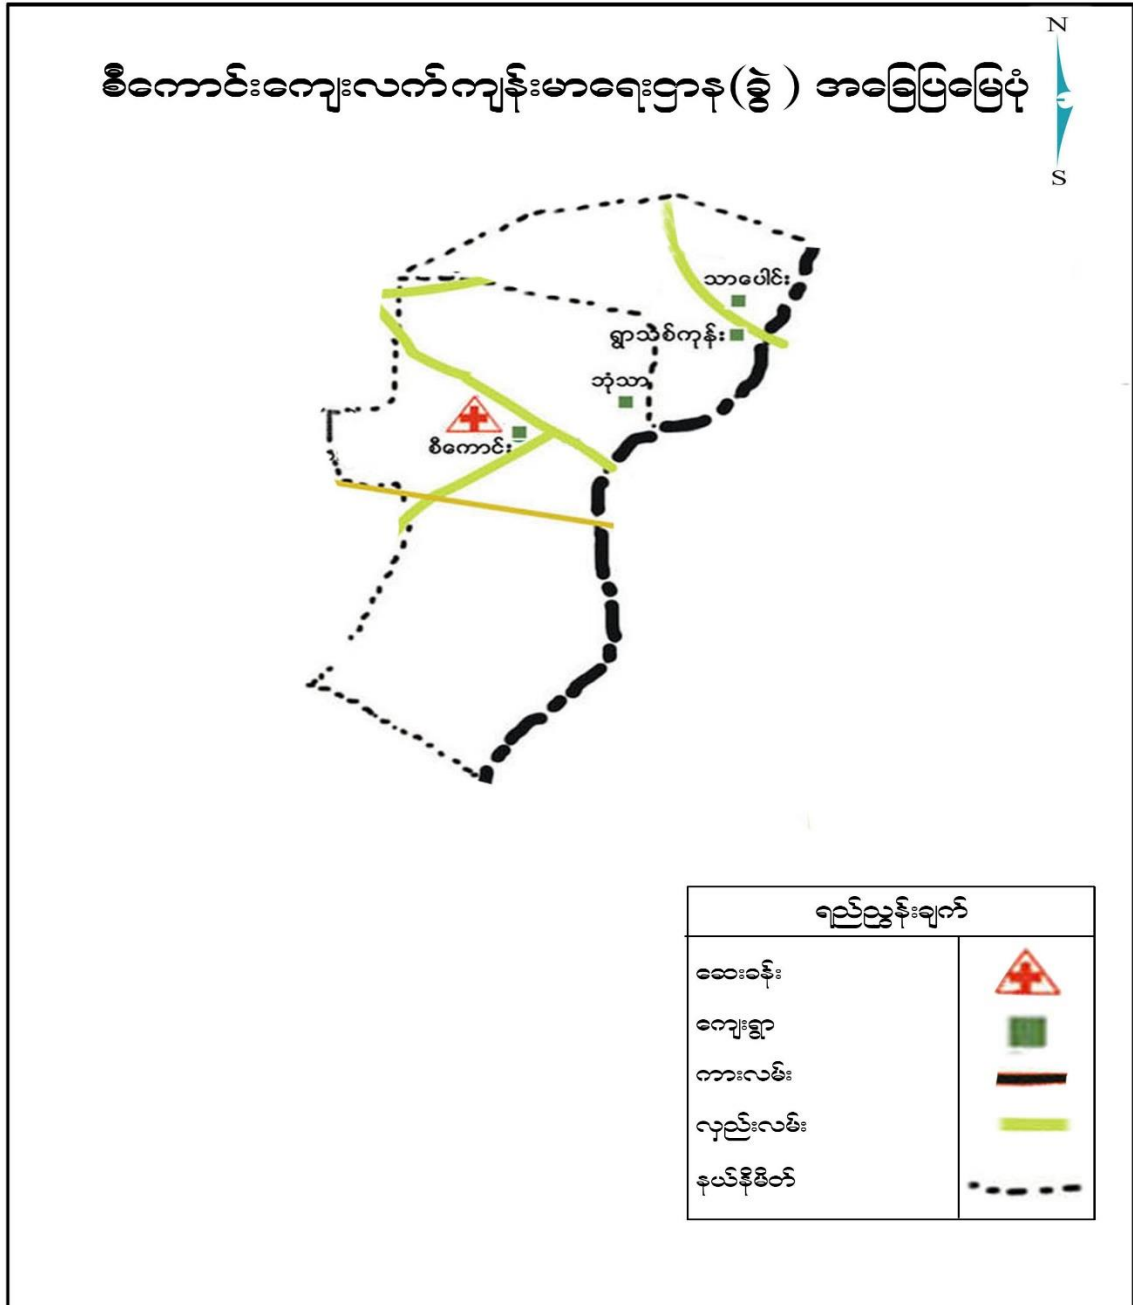 N
စီကောင်းကျေးလက်ကျန်းမာရေးဌာန(ခွဲ ) အခြေပြမြေပုံ
S
သာပေါင်း
ရွာသစ်ကုန်း
ဘုံသာ
စီကောင်း
ရည်ညွှန်းချက်
ဆေးခန်း
ကျေးရွာ
ကားလမ်း
လှည်းလမ်း
နယ်နိမိတ်